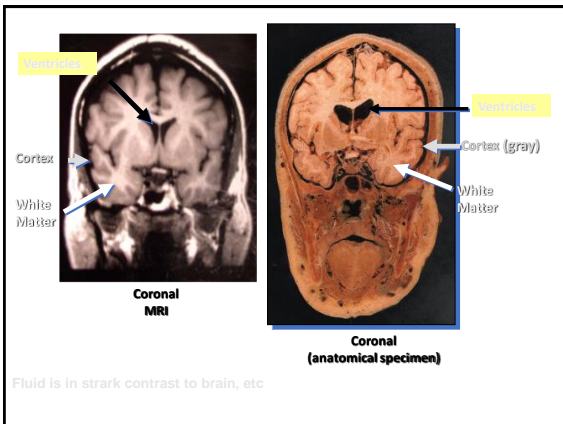 Ventricles
Cortex
White
Matter
Coronal
MRI
Ventricles
Cortex (gray)
White
Matter
Coronal
(anatomical specimen)
Fluid is in strark contrast to brain, etc